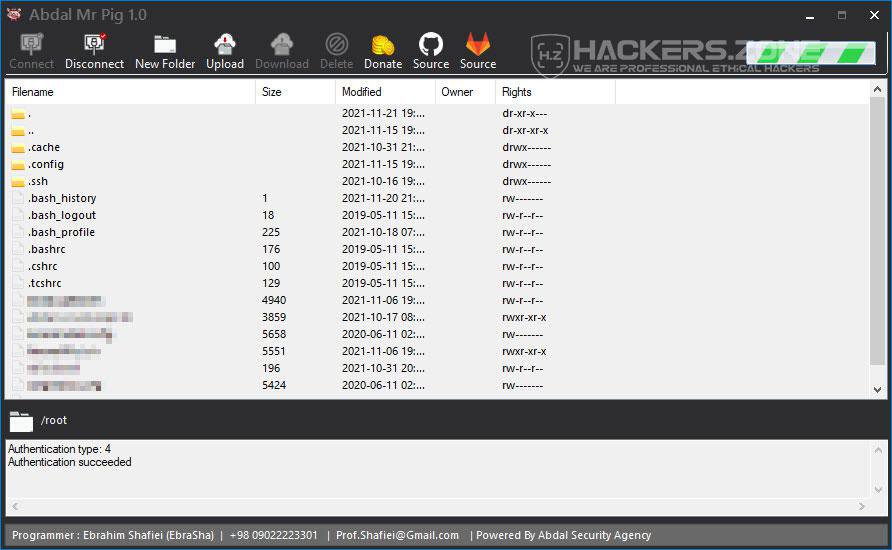 Abdal Mr Pig 1.0
Connect Disconnect New Folder Upload Download Delete Donate Source Source
H.Z HACKERS.ZONE
WE ARE PROFESSIONAL ETHICAL HACKERS
Filename Size Modified Owner Rights
. 2021-11-21 19:... dr-xr-x---
.. 2021-11-15 19:... dr-xr-xr-x
.cache 2021-10-31 21:... drwx------
.config 2021-11-15 19:... drwx------
.ssh 2021-10-16 19:... drwx------
.bash_history 1 2021-11-20 21:... rw-------
.bash_logout 18 2019-05-11 15:... rw-r--r--
.bash_profile 225 2021-10-18 07:... rw-r--r--
.bashrc 176 2019-05-11 15:... rw-r--r--
.cshrc 100 2019-05-11 15:... rw-r--r--
.tcshrc 129 2019-05-11 15:... rw-r--r--
4940 2021-11-06 19:... rw-r--r--
3859 2021-10-17 08:... rwxr-xr-x
5658 2020-06-11 02:... rw-------
5551 2021-11-06 19:... rwxr-xr-x
196 2021-10-31 20:... rw-r--r--
5424 2020-06-11 02:... rw-------
/root
Authentication type: 4
Authentication succeeded
Programmer : Ebrahim Shafiei (EbraSha) | +98 09022223301 | Prof.Shafiei@Gmail.com | Powered By Abdal Security Agency